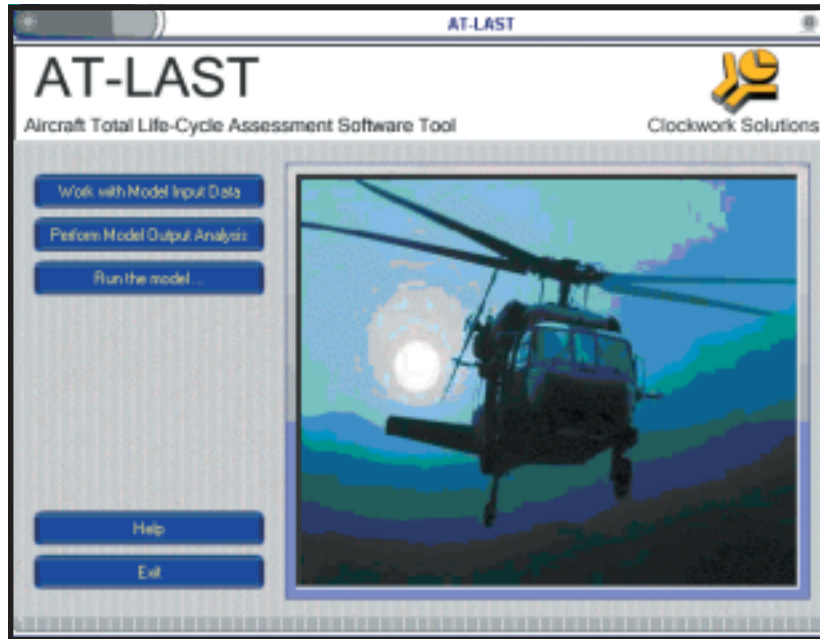 AT-LAST
AT-LAST
Aircraft Total Life-Cycle Assessment Software Tool
Clockwork Solutions
Work with Model Input Data
Perform Model Output Analysis
Run the model...
Help
Exit